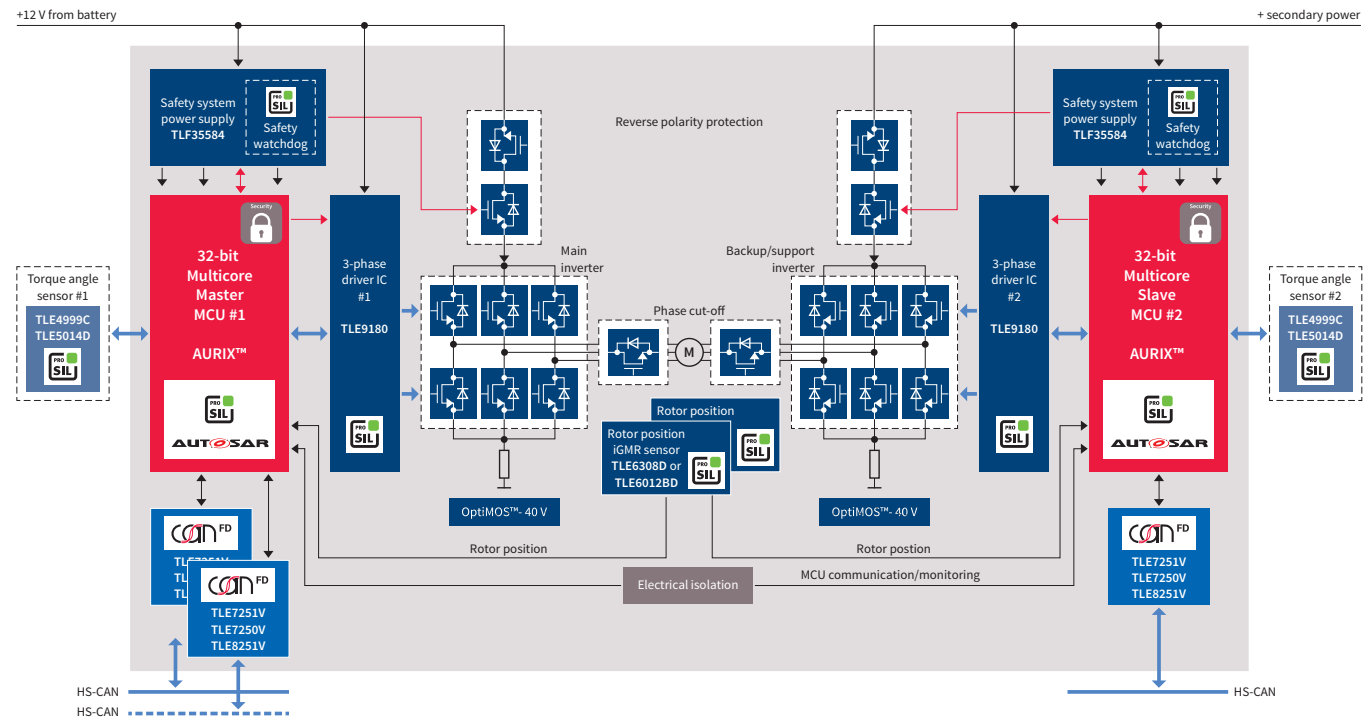 +12 V from battery
+ secondary power
Safety system
power supply
TLF35584
PRO
SIL
Safety
watchdog
Reverse polarity protection
Safety system
power supply
TLF35584
PRO
SIL
Safety
watchdog
Security
32-bit
Multicore
Master
MCU #1
AURIX™
PRO
SIL
AUTOSAR
3-phase
driver IC
#1
TLE9180
PRO
SIL
Main
inverter
Backup/support
inverter
Phase cut-off
M
3-phase
driver IC
#2
TLE9180
PRO
SIL
Security
32-bit
Multicore
Slave
MCU #2
AURIX™
PRO
SIL
AUTOSAR
Torque angle
sensor #1
TLE4999C
TLE5014D
PRO
SIL
Torque angle
sensor #2
TLE4999C
TLE5014D
PRO
SIL
Rotor position
PRO
SIL
Rotor position
iGMR sensor
TLE6308D or
TLE6012BD
PRO
SIL
OptiMOS™- 40 V
OptiMOS™- 40 V
Rotor position
Rotor postion
Electrical isolation
MCU communication/monitoring
CAN FD
TLE7251V
CAN FD
TLE7251V
TLE7250V
TLE8251V
CAN FD
TLE7251V
TLE7250V
TLE8251V
HS-CAN
HS-CAN
HS-CAN